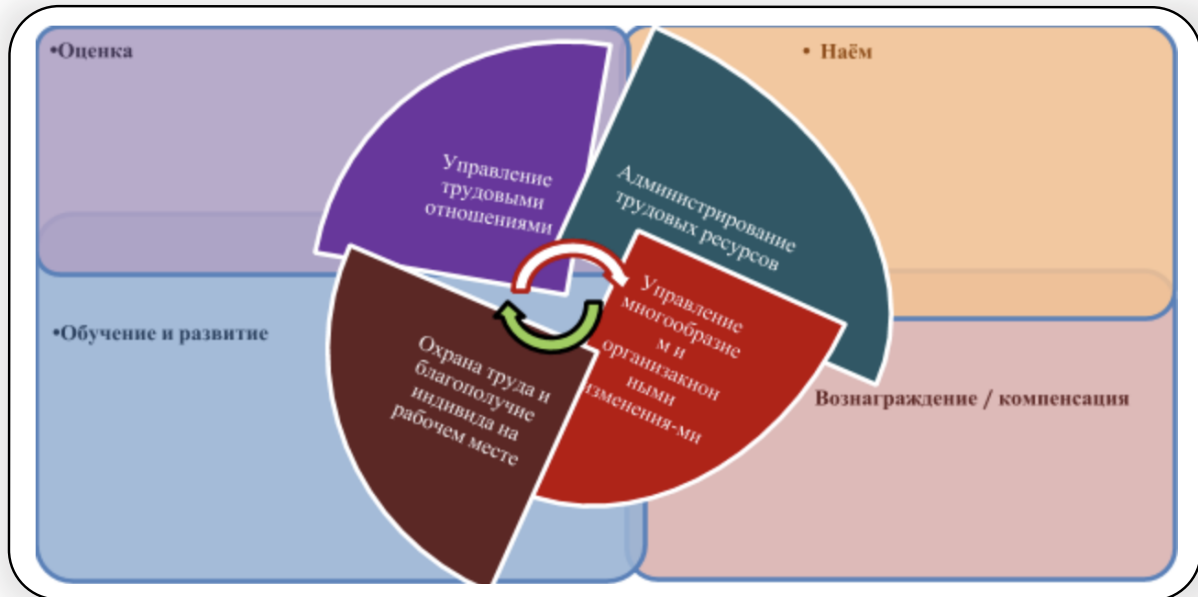 •Оценка
• Наём
Управление
трудовыми
отношениями
Администрирование
трудовых ресурсов
Управление
многообразие
м и
организакион
ными
изменения-ми
•Обучение и развитие
Охрана труда и
благополучие
индивида на
рабочем месте
Вознаграждение / компенсация